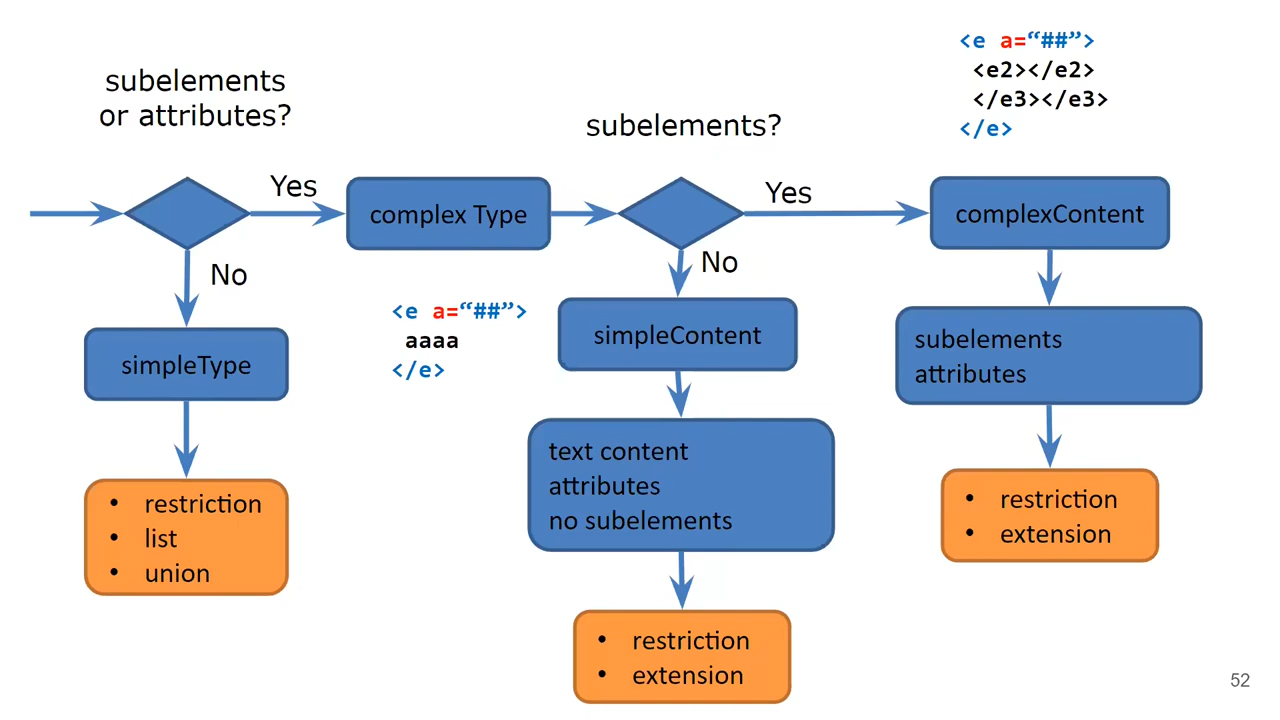 subelements
or attributes?
Yes
No
complex Type
simpleType
• restriction
• list
• union
subelements?
Yes
No
<e a=“##”>
 aaaa
</e>
simpleContent
text content
attributes
no subelements
• restriction
• extension
<e a=“##”>
 <e2></e2>
 </e3></e3>
</e>
complexContent
subelements
attributes
• restriction
• extension
52